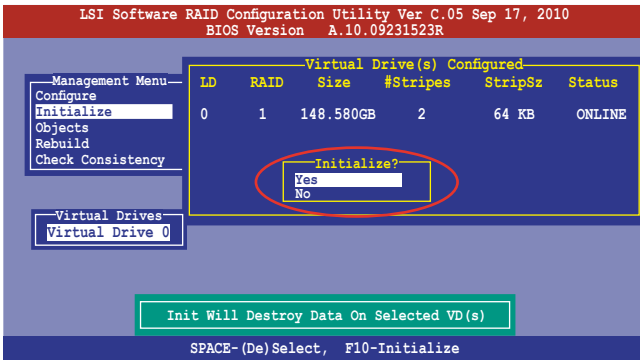 LSI Software RAID Configuration Utility Ver C.05 Sep 17, 2010
BIOS Version A.10.09231523R
Management Menu
Configure
Initialize
Objects
Rebuild
Check Consistency
Virtual Drive(s) Configured
LD RAID Size #Stripes StripSz Status
0 1 148.580GB 2 64 KB ONLINE
Initialize?
Yes
No
Virtual Drives
Virtual Drive 0
Init Will Destroy Data On Selected VD(s)
SPACE-(De)Select, F10-Initialize